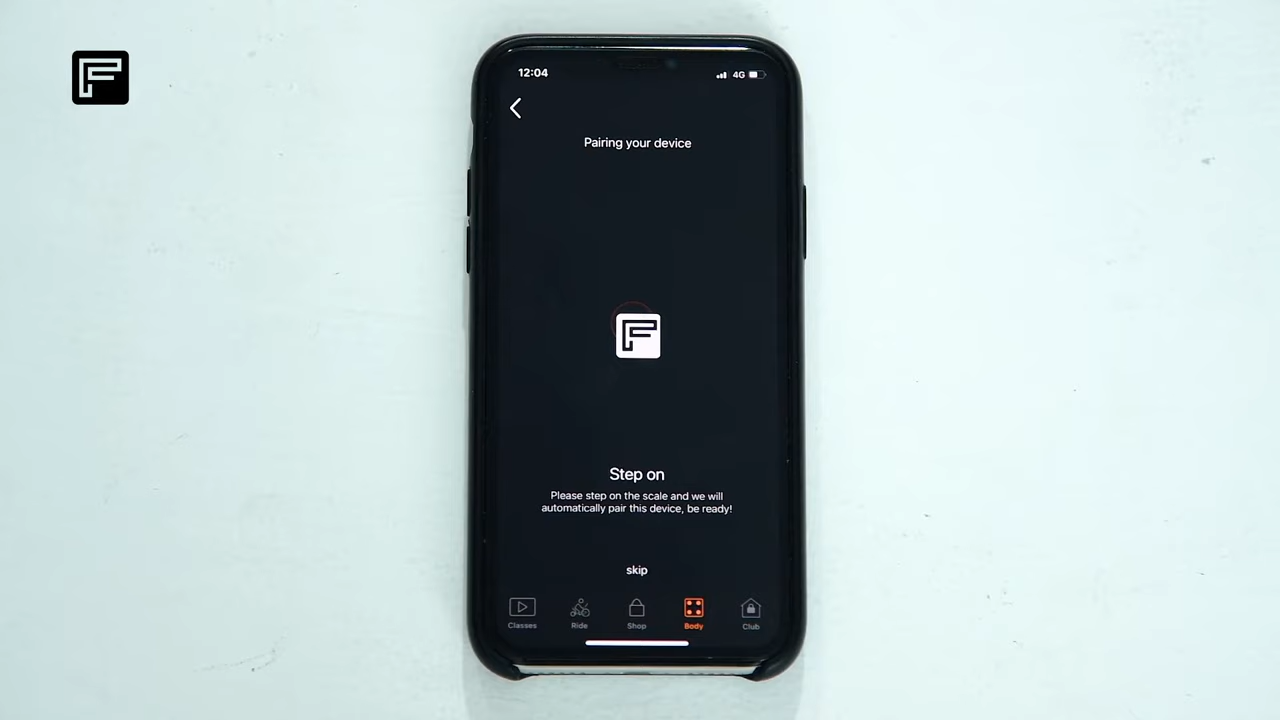 F
12:04
4G
Pairing your device
F
Step on
Please step on the scale and we will
automatically pair this device, be ready!
skip
Classes Ride Shop Body Club